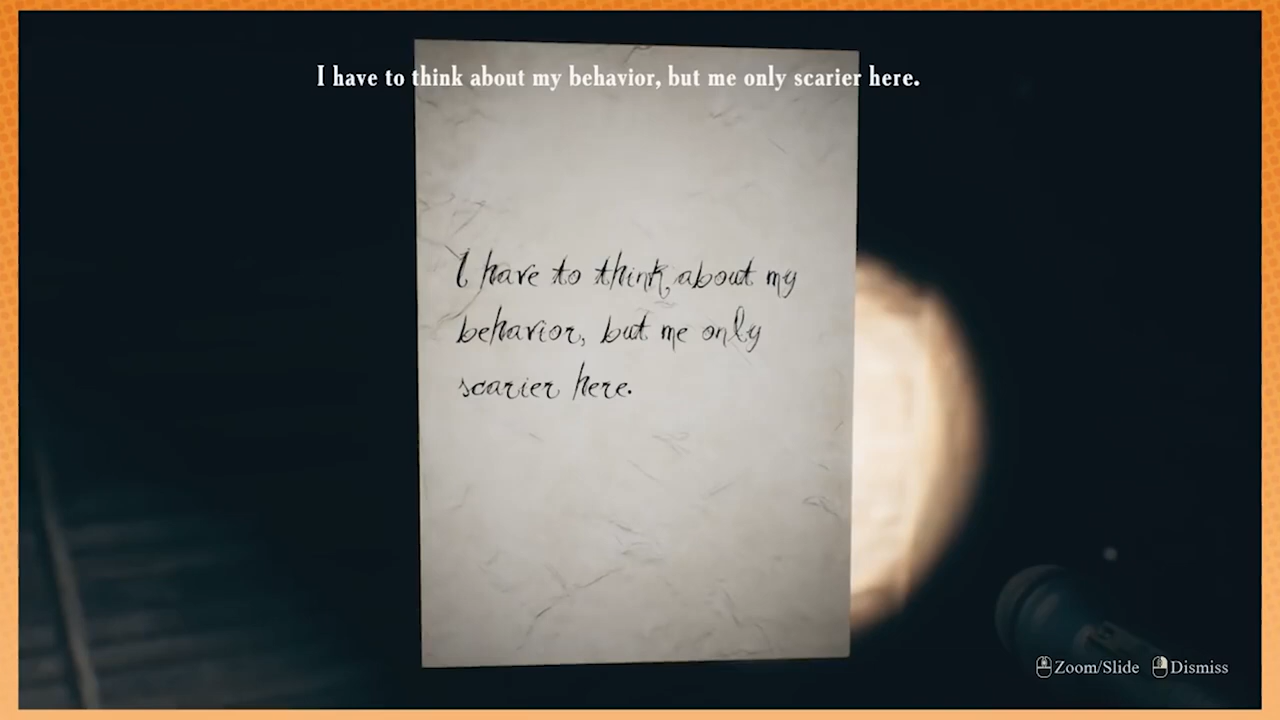 I have to think about my behavior, but me only scarier here.
I have to think about my
behavior, but me only
scarier here.
Zoom/Slide Dismiss